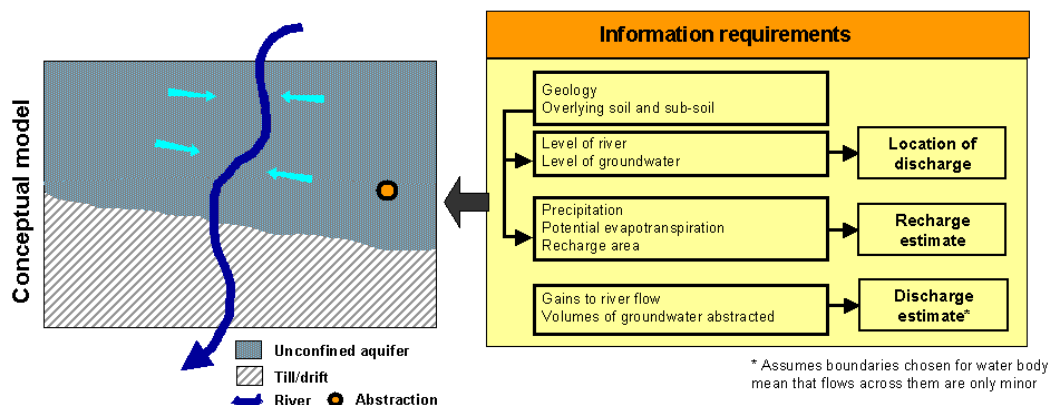 Conceptual model
Unconfined aquifer
Till/drift
River
Abstraction
Information requirements
Geology
Overlying soil and sub-soil
Level of river
Level of groundwater
Location of
discharge
Precipitation
Potential evapotranspiration
Recharge area
Recharge
estimate
Gains to river flow
Volumes of groundwater abstracted
Discharge
estimate*
* Assumes boundaries chosen for water body
mean that flows across them are only minor